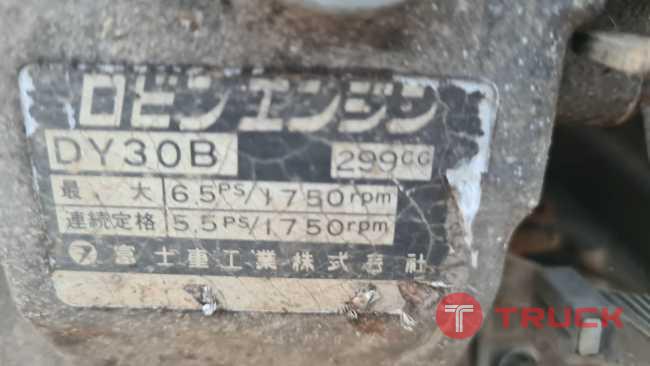 ロビンエンジン
DY30B 299CC
最大 6.5PS/1750rpm
連続定格 5.5PS/1750rpm
富士重工業株式会社
TRUCK